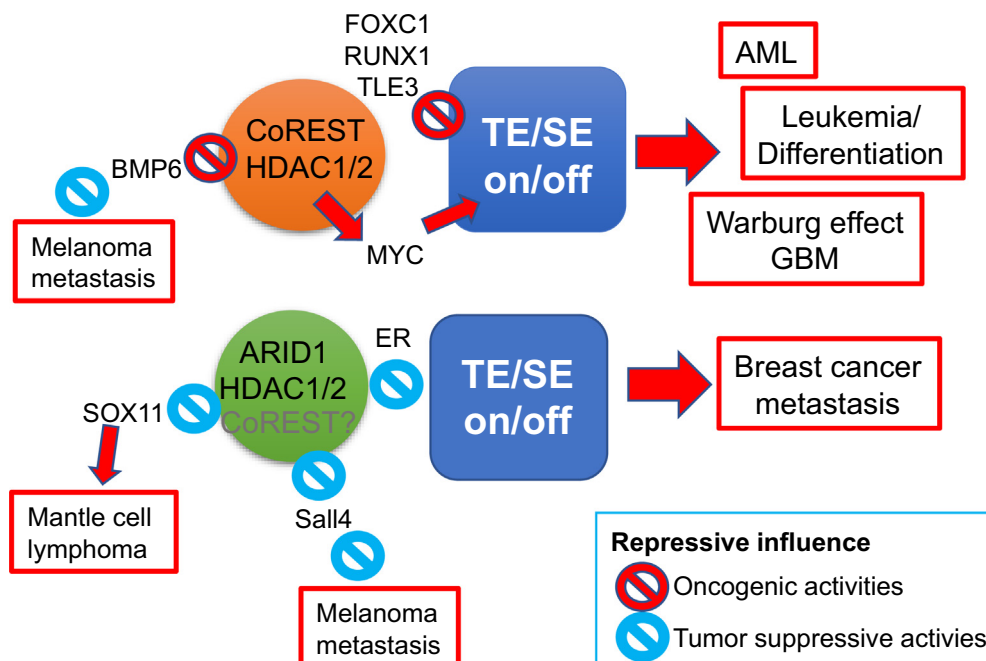 FOXC1
RUNX1
TLE3
AML
CoREST
HDAC1/2
TE/SE
on/off
Leukemia/
Differentiation
BMP6
Melanoma
metastasis
MYC
Warburg effect
GBM
ARID1
HDAC1/2
CoREST?
ER
TE/SE
on/off
Breast cancer
metastasis
SOX11
Mantle cell
lymphoma
Sall4
Melanoma
metastasis
Repressive influence
Oncogenic activities
Tumor suppressive activies